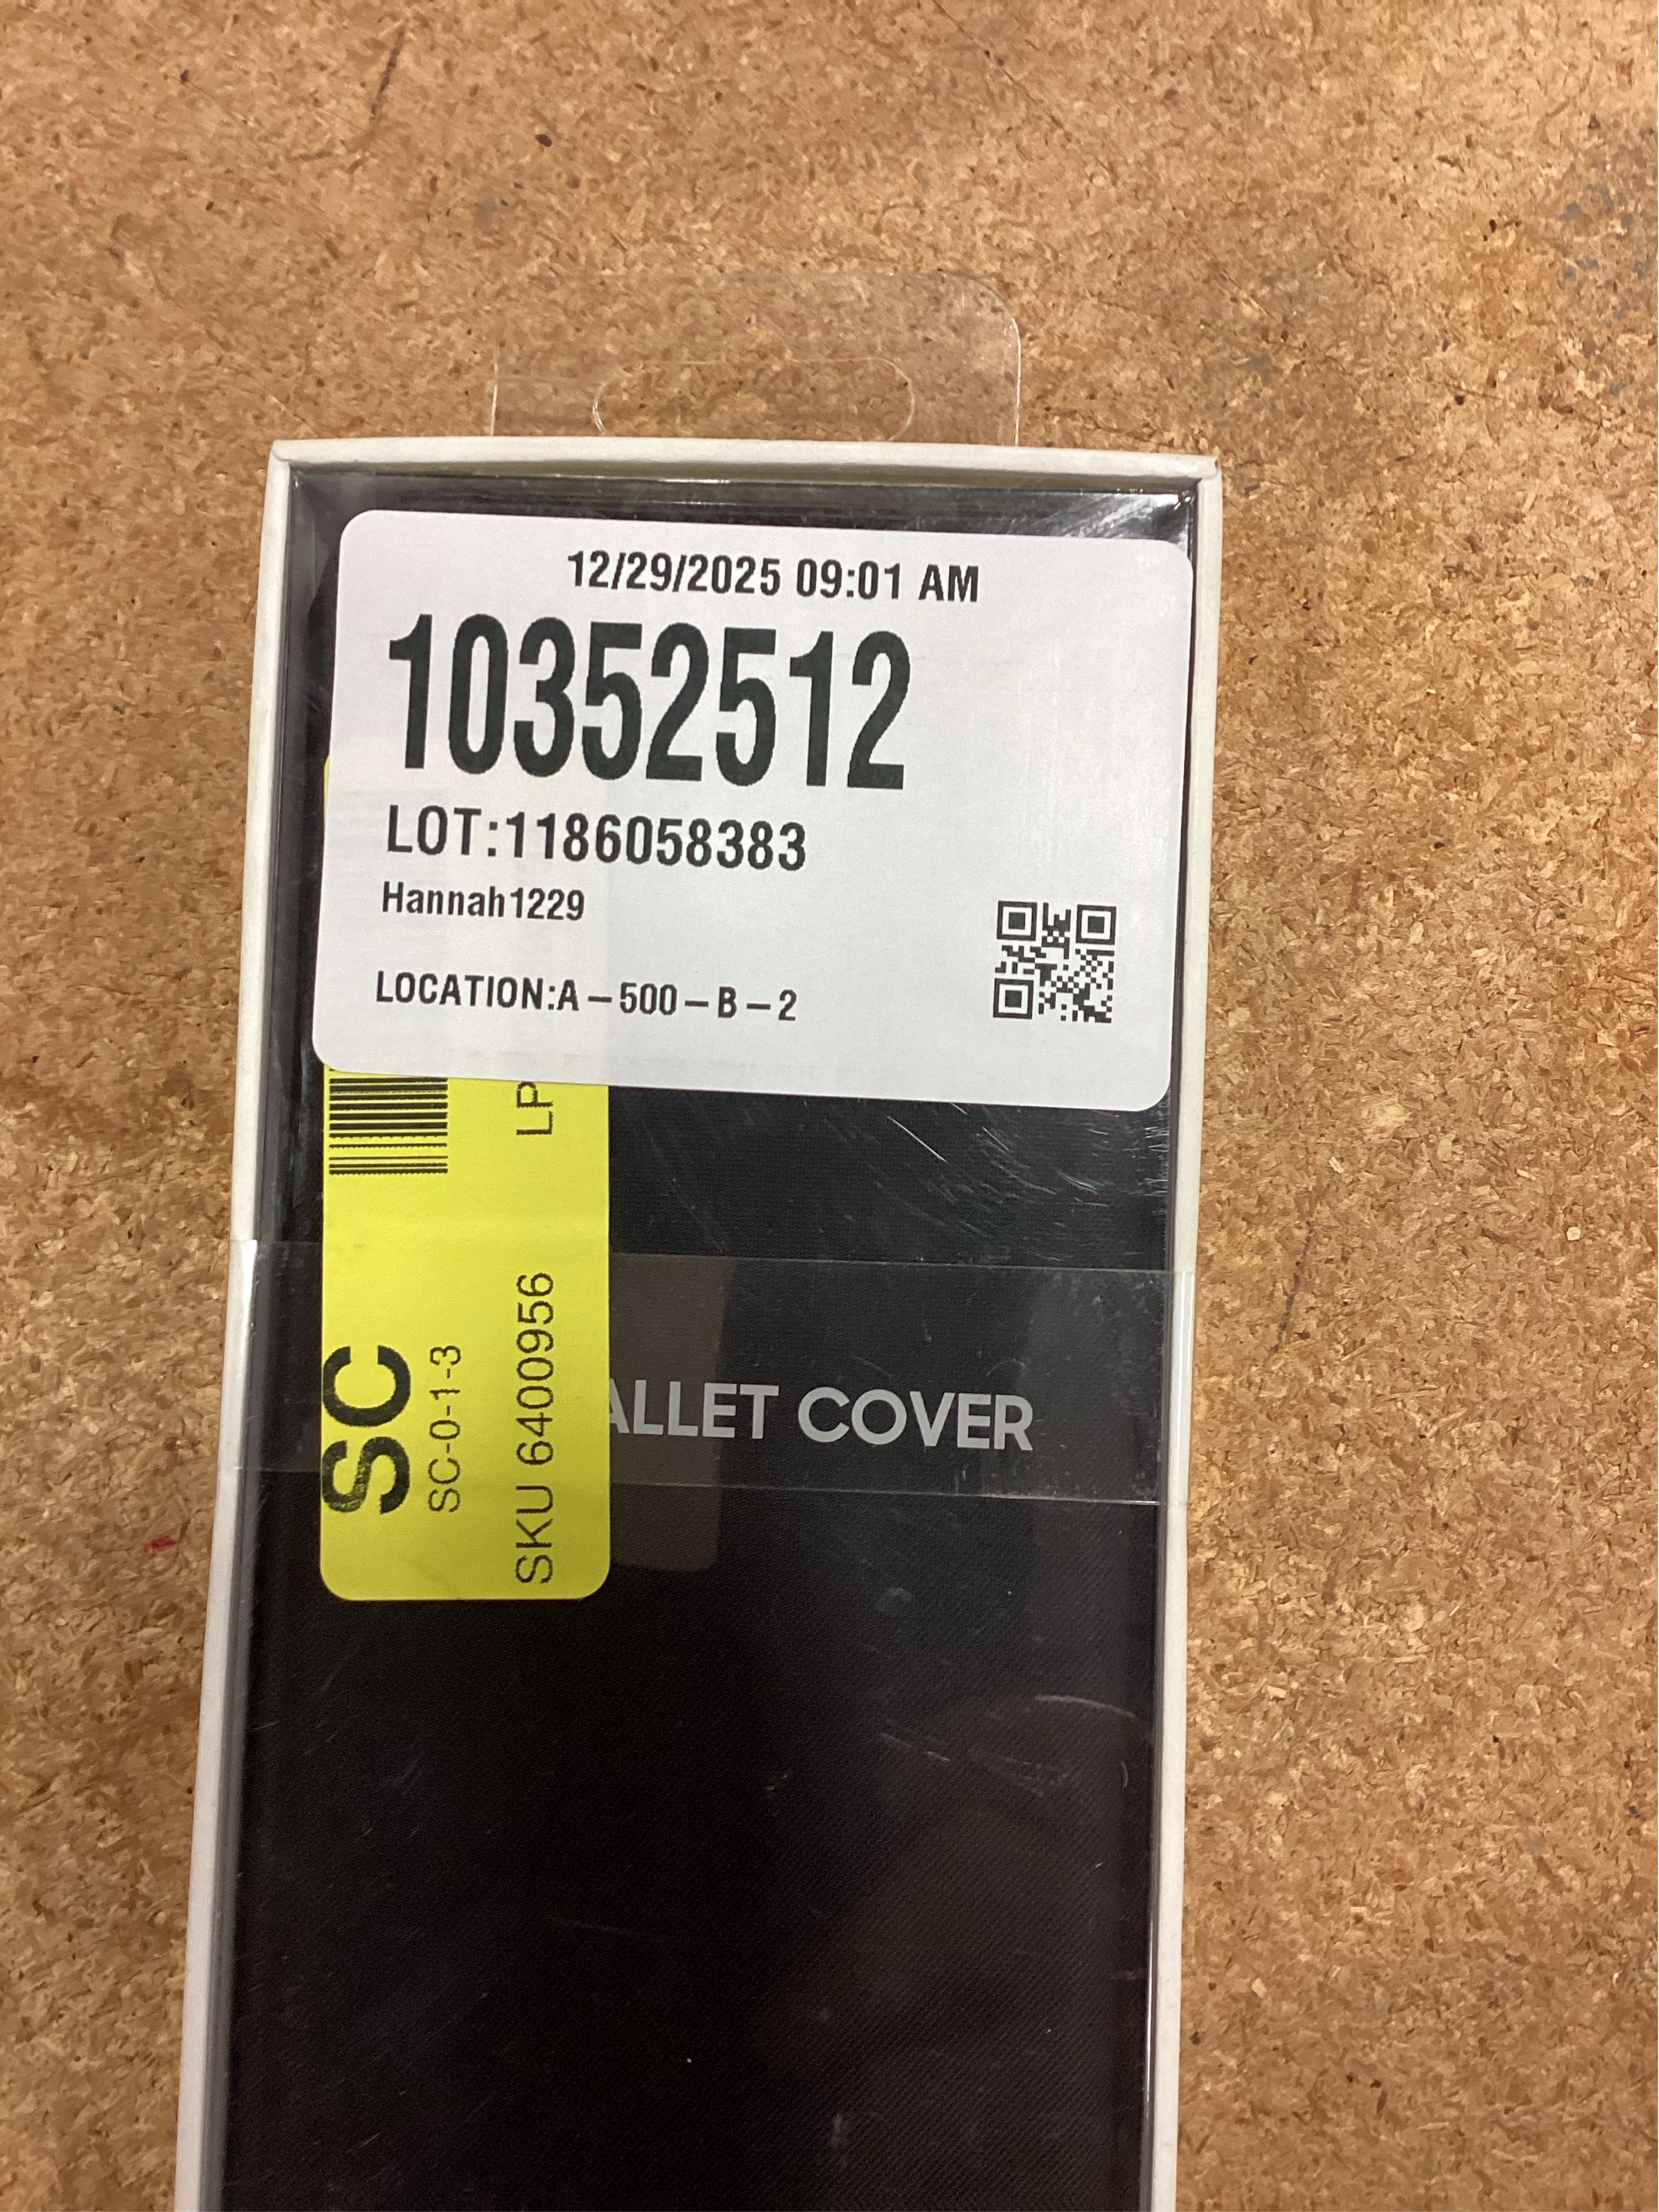 12/29/2025 09:01 AM
10352512
LOT:1186058383
Hannah1229
LOCATION:A – 500 – B – 2
SC
SC-0-1-3
SKU 6400956
LP
ALLET COVER